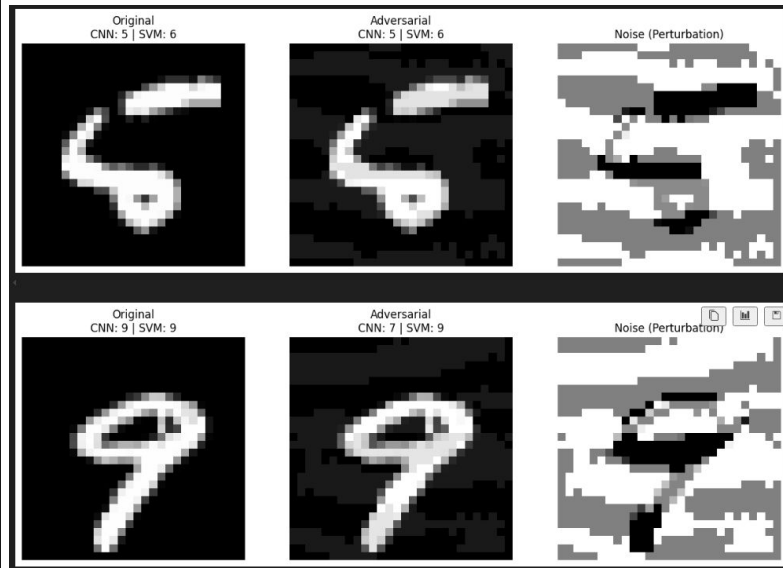 Original
CNN: 5 | SVM: 6
Adversarial
CNN: 5 | SVM: 6
Noise (Perturbation)
Original
CNN: 9 | SVM: 9
Adversarial
CNN: 7 | SVM: 9
Noise (Perturbation)